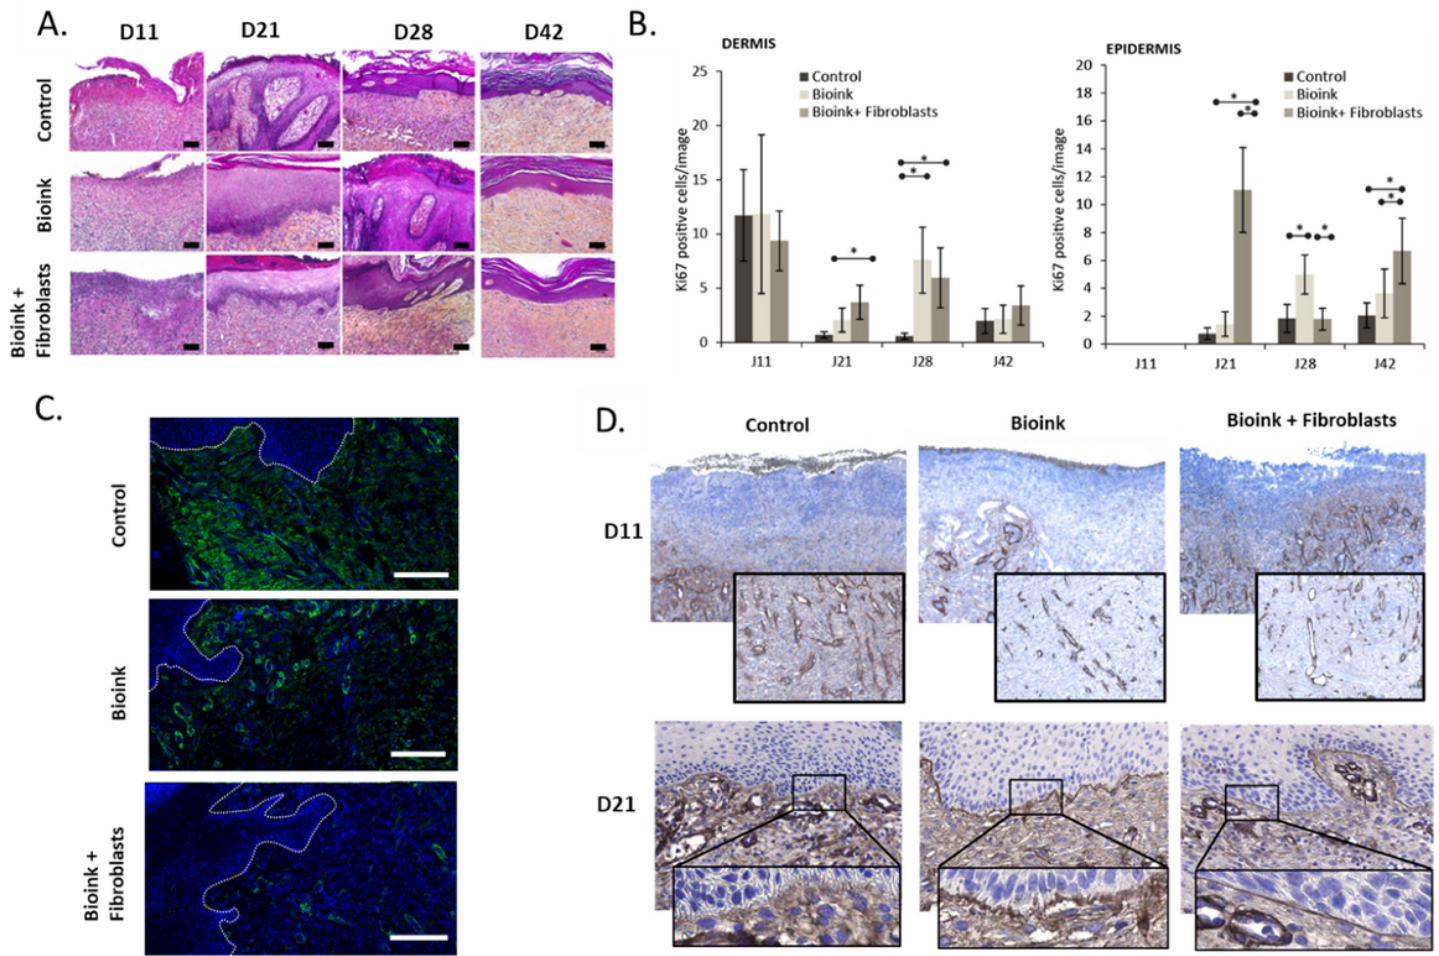 A.
D11 D21 D28 D42
Control
Bioink
Bioink +
Fibroblasts
B.
DERMIS
Ki67 positive cells/image
25
20
15
10
5
0
Control
Bioink
Bioink+ Fibroblasts
*
*
*
J11 J21 J28 J42
EPIDERMIS
Ki67 positive cells/image
20
18
16
14
12
10
8
6
4
2
0
Control
Bioink
Bioink+ Fibroblasts
*
*
* *
*
*
J11 J21 J28 J42
C.
Control
Bioink
Bioink +
Fibroblasts
D.
Control Bioink Bioink + Fibroblasts
D11
D21